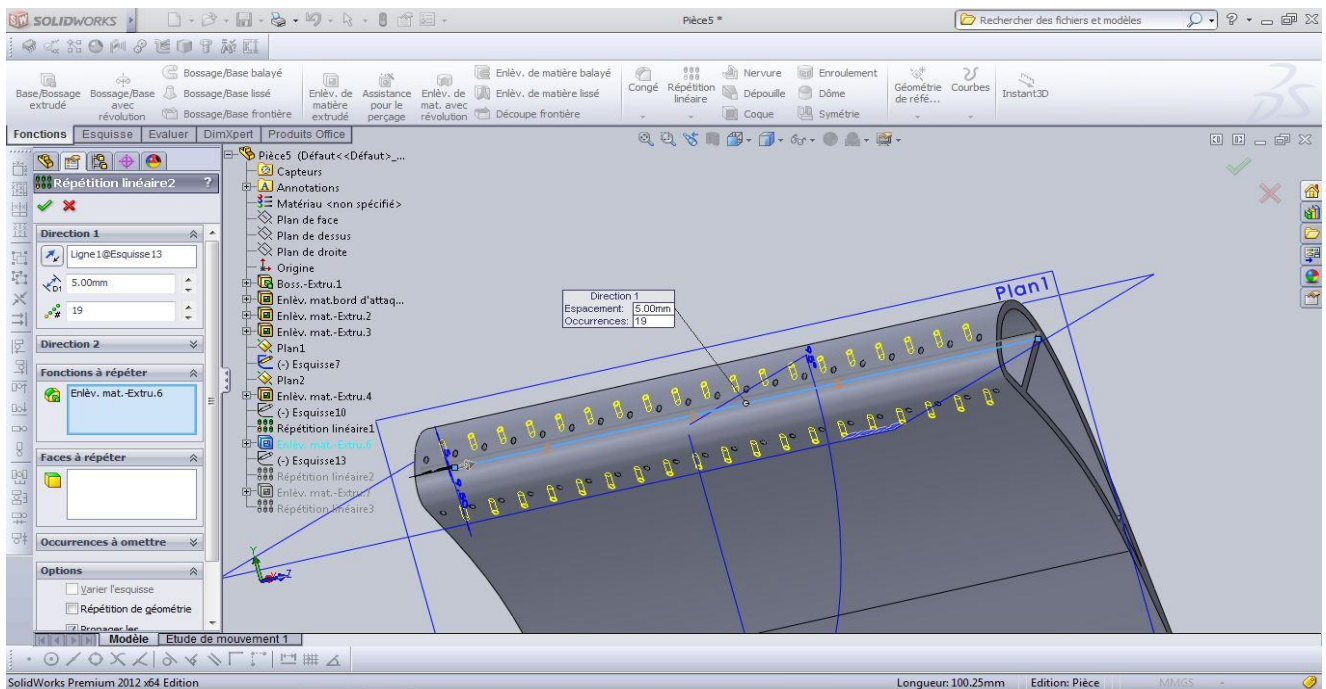 SOLIDWORKS
Pièce5 *
Rechercher des fichiers et modèles
Base/Bossage extrudé
Bossage/Base avec révolution
Bossage/Base balayé
Bossage/Base lissé
Bossage/Base frontière
Enlèv. de matière extrudé
Assistance pour le perçage
Enlèv. de mat. avec révolution
Enlèv. de matière balayé
Enlèv. de matière lissé
Découpe frontière
Congé
Répétition linéaire
Nervure
Dépouille
Coque
Enroulement
Dôme
Symétrie
Géométrie de réfé...
Courbes
Instant3D
Fonctions
Esquisse
Evaluer
DimXpert
Produits Office
Répétition linéaire2 ?
Direction 1
Ligne1@Esquisse13
D1
5.00mm
19
Direction 2
Fonctions à répéter
Enlèv. mat.-Extru.6
Faces à répéter
Occurrences à omettre
Options
Varier l'esquisse
Répétition de géométrie
Propager les
Pièce5 (Défaut<<Défaut>_...
Capteurs
Annotations
Matériau <non spécifié>
Plan de face
Plan de dessus
Plan de droite
Origine
Boss.-Extru.1
Enlèv. mat.bord d'attaq...
Enlèv. mat.-Extru.2
Enlèv. mat.-Extru.3
Plan1
(-) Esquisse7
Plan2
Enlèv. mat.-Extru.4
(-) Esquisse10
Répétition linéaire1
Enlèv. mat.-Extru.6
(-) Esquisse13
Répétition linéaire2
Enlèv. mat.-Extru.7
Répétition linéaire3
Direction 1
Espacement: 5.00mm
Occurrences: 19
Plan1
Y
Z
Modèle
Etude de mouvement 1
SolidWorks Premium 2012 x64 Edition
Longueur: 100.25mm
Edition: Pièce
MMGS